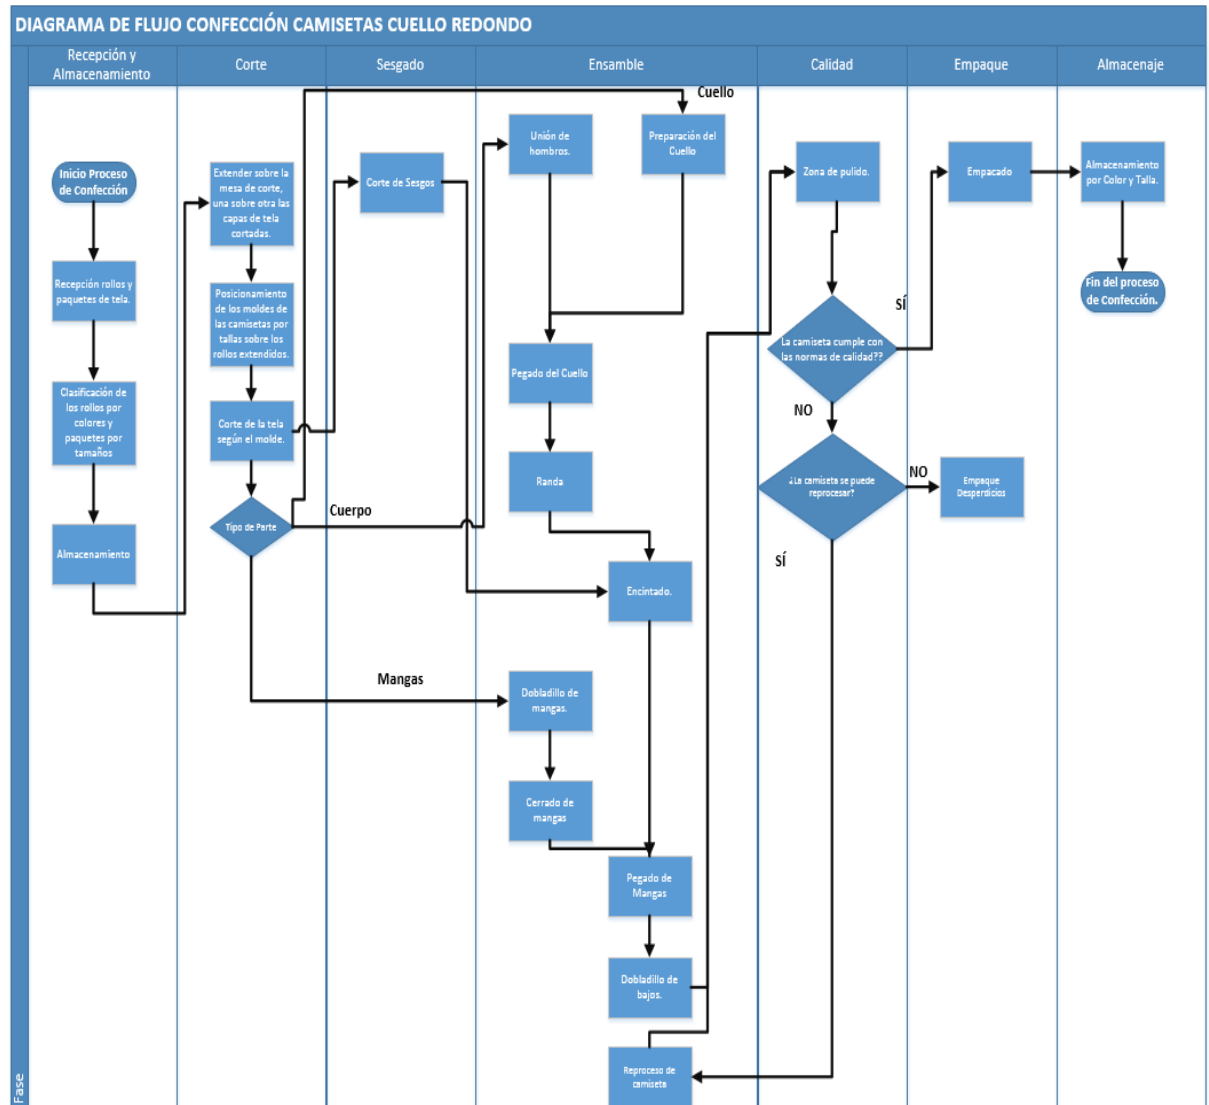 DIAGRAMA DE FLUJO CONFECCIÓN CAMISETAS CUELLO REDONDO
Recepción y
Almacenamiento
Corte
Sesgado
Ensamble
Calidad
Empaque
Almacenaje
Inicio Proceso
de Confección
Recepción rollos y
paquetes de tela.
Clasificación de
los rollos por
colores y
paquetes por
tamaños
Almacenamiento
Extender sobre la
mesa de corte,
una sobre otra las
capas de tela
cortadas.
Posicionamiento
de los moldes de
las camisetas por
tallas sobre los
rollos extendidos.
Corte de la tela
según el molde.
Tipo de Parte
Cuerpo
Mangas
Corte de Sesgos
Cuello
Unión de
hombros.
Preparación del
Cuello
Pegado del Cuello
Randa
Encintado.
Dobladillo de
mangas.
Cerrado de
mangas
Pegado de
Mangas
Dobladillo de
bajos.
Reproceso de
camiseta
Zona de pulido.
La camiseta cumple con
las normas de calidad??
SÍ
NO
¿La camiseta se puede
reprocesar?
NO
SÍ
Empacado
Empaque
Desperdicios
Almacenamiento
por Color y Talla.
Fin del proceso
de Confección.
Fase